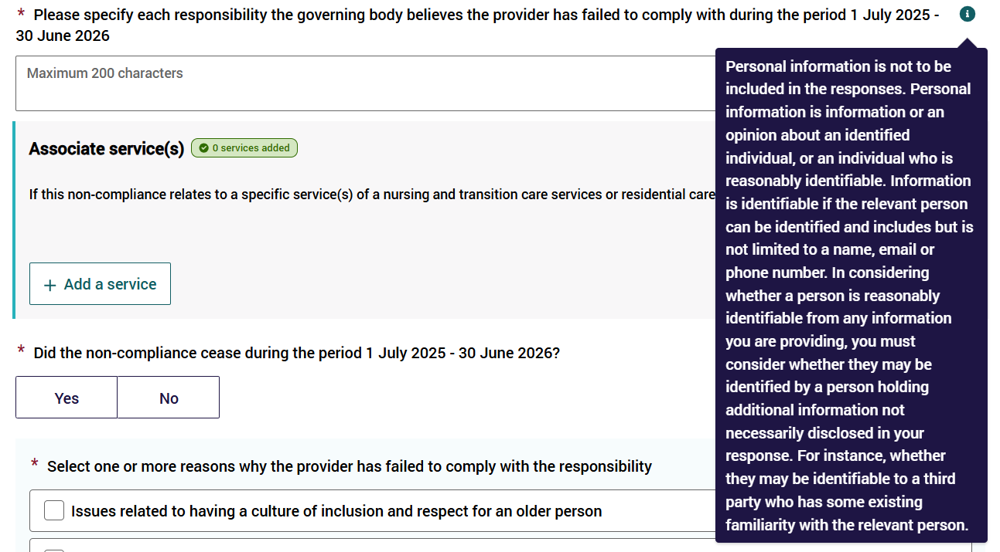 * Please specify each responsibility the governing body believes the provider has failed to comply with during the period 1 July 2025 -
30 June 2026
Maximum 200 characters
Associate service(s) 0 services added
If this non-compliance relates to a specific service(s) of a nursing and transition care services or residential care
+ Add a service
* Did the non-compliance cease during the period 1 July 2025 - 30 June 2026?
Yes No
* Select one or more reasons why the provider has failed to comply with the responsibility
Issues related to having a culture of inclusion and respect for an older person
Personal information is not to be
included in the responses. Personal
information is information or an
opinion about an identified
individual, or an individual who is
reasonably identifiable. Information
is identifiable if the relevant person
can be identified and includes but is
not limited to a name, email or
phone number. In considering
whether a person is reasonably
identifiable from any information
you are providing, you must
consider whether they may be
identified by a person holding
additional information not
necessarily disclosed in your
response. For instance, whether
they may be identifiable to a third
party who has some existing
familiarity with the relevant person.